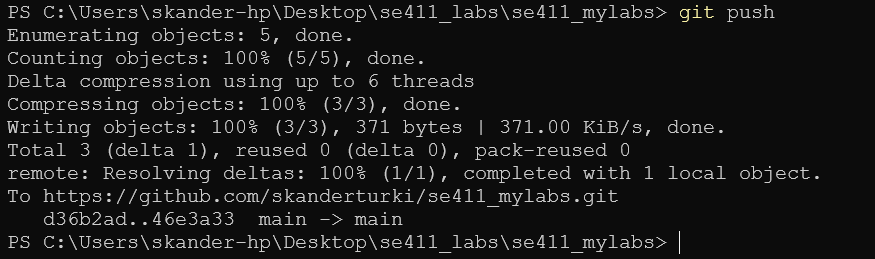 PS C:\Users\skander-hp\Desktop\se411_labs\se411_mylabs> git push
Enumerating objects: 5, done.
Counting objects: 100% (5/5), done.
Delta compression using up to 6 threads
Compressing objects: 100% (3/3), done.
Writing objects: 100% (3/3), 371 bytes | 371.00 KiB/s, done.
Total 3 (delta 1), reused 0 (delta 0), pack-reused 0
remote: Resolving deltas: 100% (1/1), completed with 1 local object.
To https://github.com/skanderturki/se411_mylabs.git
   d36b2ad..46e3a33  main -> main
PS C:\Users\skander-hp\Desktop\se411_labs\se411_mylabs>